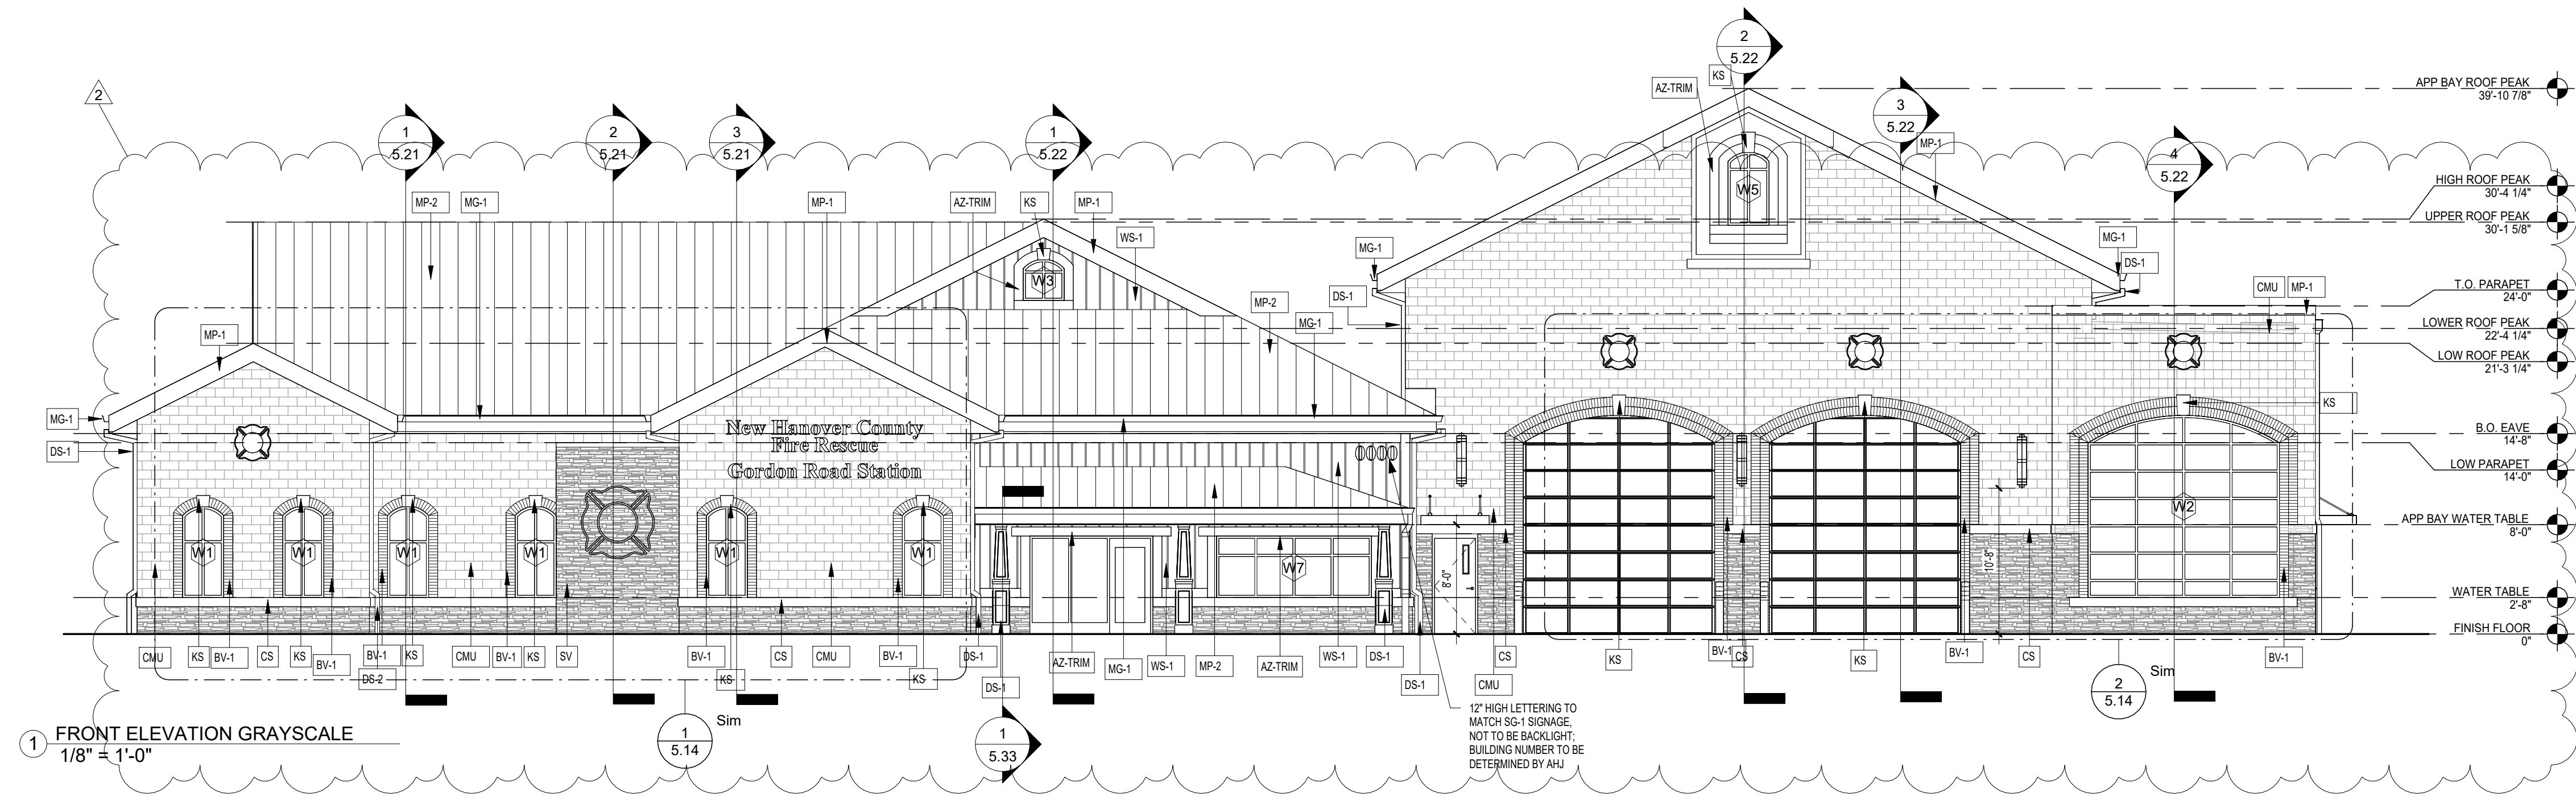 2
5.22
KS
AZ-TRIM
APP BAY ROOF PEAK
39'-10 7/8"
2
3
5.22
1
5.21
2
5.21
3
5.21
1
5.22
MP-1
4
5.22
HIGH ROOF PEAK
30'-4 1/4"
MP-2
MG-1
MP-1
AZ-TRIM
KS
MP-1
W5
UPPER ROOF PEAK
30'-1 5/8"
WS-1
MG-1
MG-1
DS-1
W3
T.O. PARAPET
24'-0"
CMU
MP-1
MP-2
DS-1
MG-1
LOWER ROOF PEAK
22'-4 1/4"
MP-1
LOW ROOF PEAK
21'-3 1/4"
KS
MG-1
New Hanover County
Fire Rescue
Gordon Road Station
B.O. EAVE
14'-8"
DS-1
0000
LOW PARAPET
14'-0"
W2
APP BAY WATER TABLE
8'-0"
W1
W1
W1
W1
W1
W1
W7
8'-0"
10'-8"
WATER TABLE
2'-8"
FINISH FLOOR
0"
CMU
KS
BV-1
CS
KS
BV-1
BV-1
KS
CMU
BV-1
KS
SV
BV-1
CS
CMU
BV-1
DS-1
AZ-TRIM
MG-1
WS-1
MP-2
AZ-TRIM
WS-1
DS-1
CS
KS
BV-1
CS
KS
BV-1
CS
BV-1
DS-2
KS
KS
DS-1
DS-1
CMU
Sim
2
5.14
12" HIGH LETTERING TO
MATCH SG-1 SIGNAGE,
NOT TO BE BACKLIGHT;
BUILDING NUMBER TO BE
DETERMINED BY AHJ
Sim
1
5.14
1
5.33
1
FRONT ELEVATION GRAYSCALE
1/8" = 1'-0"